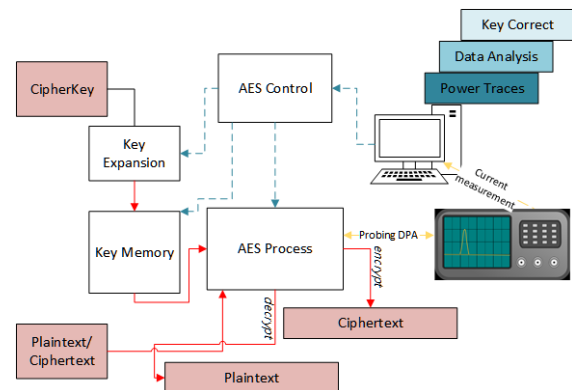 Key Correct
Data Analysis
Power Traces
CipherKey
AES Control
Key
Expansion
Current
measurement
Key Memory
AES Process
Probing DPA
encrypt
decrypt
Ciphertext
Plaintext/
Ciphertext
Plaintext